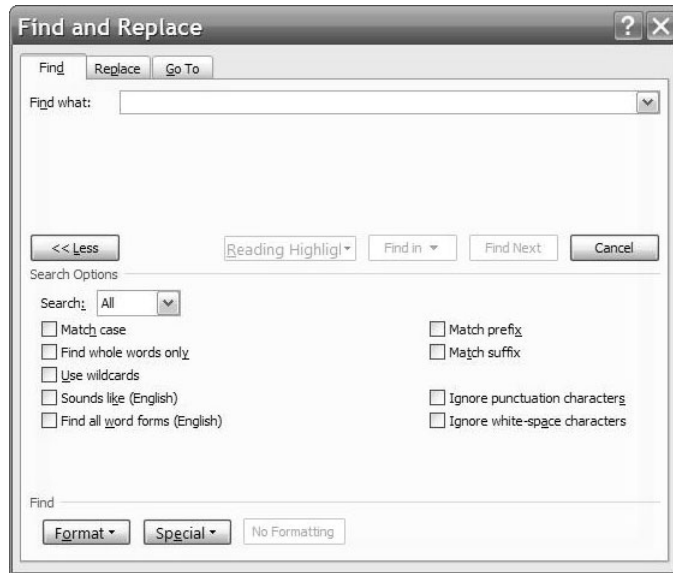 Find and Replace
Find Replace Go To
Find what:
<< Less Reading Highligl Find in Find Next Cancel
Search Options
Search: All
Match case Match prefix
Find whole words only Match suffix
Use wildcards
Sounds like (English) Ignore punctuation characters
Find all word forms (English) Ignore white-space characters
Find
Format Special No Formatting